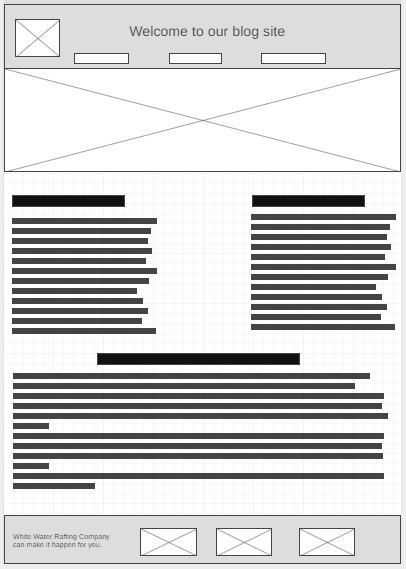 Welcome to our blog site
White Water Rafting Company
can make it happen for you.